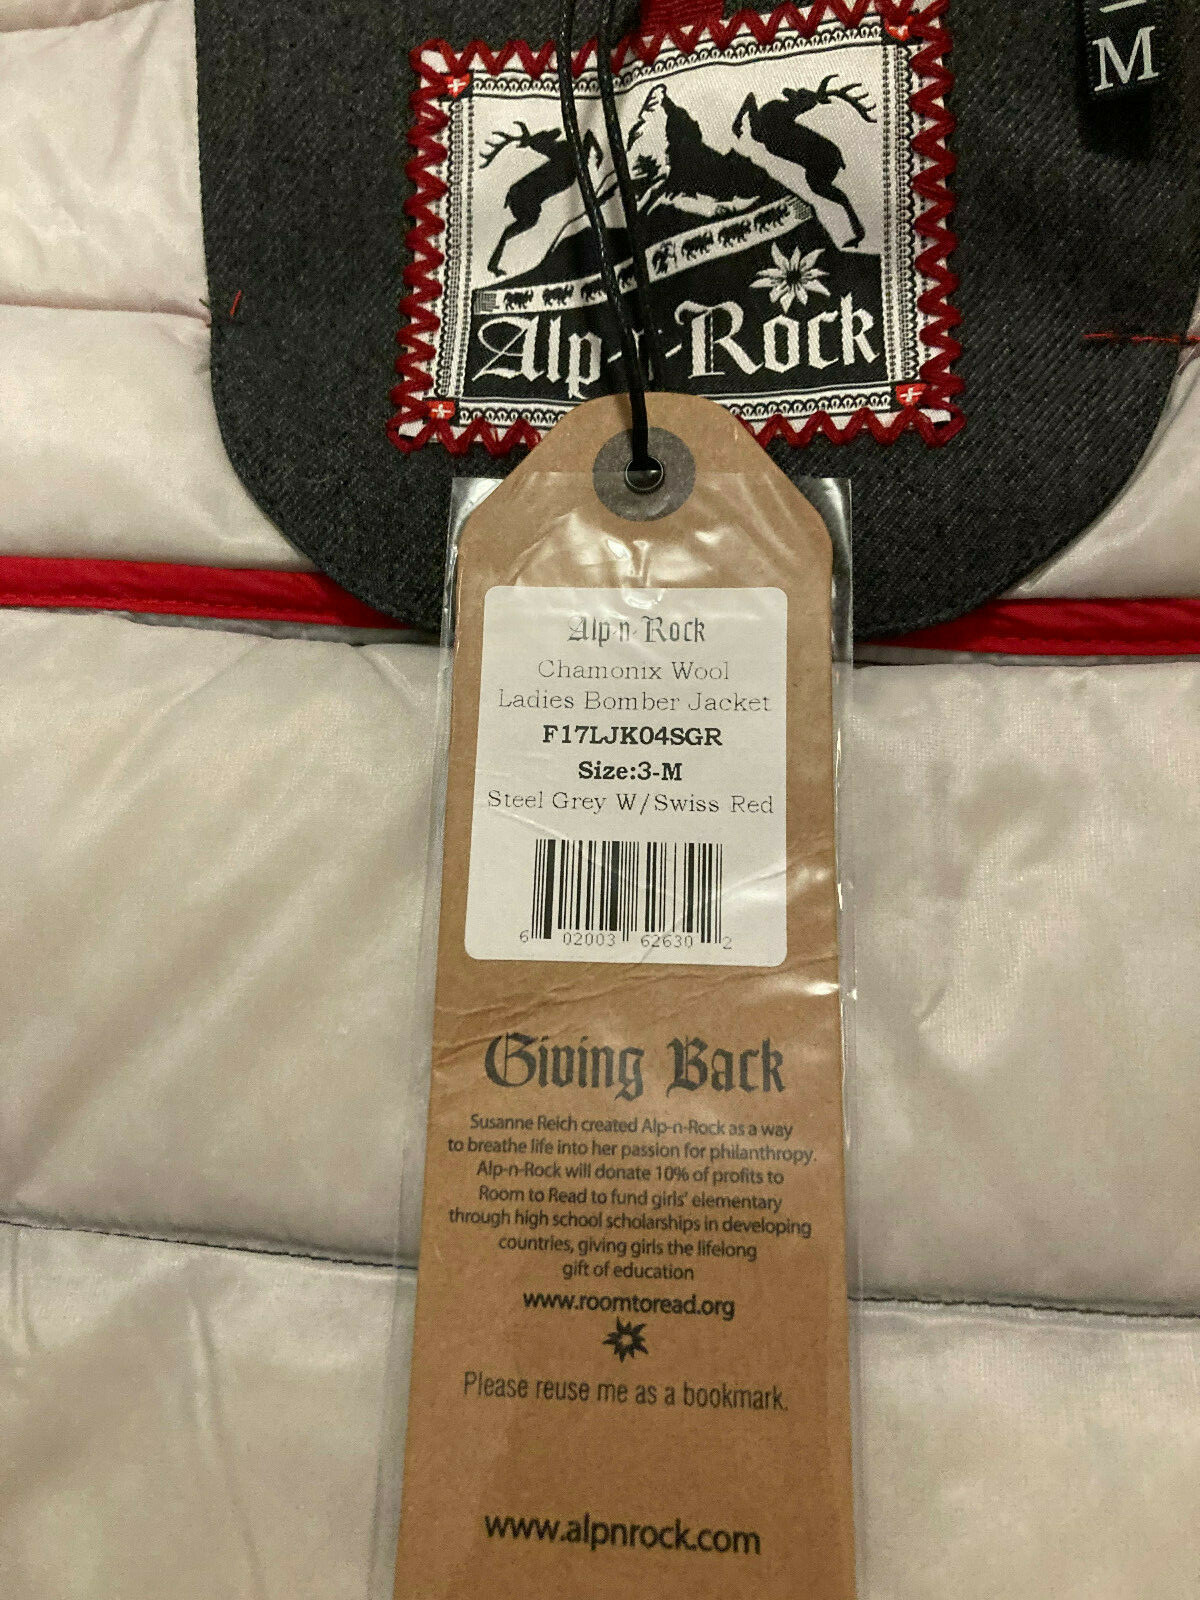 M
Alp-n-Rock
Alp-n-Rock
Chamonix Wool
Ladies Bomber Jacket
F17LJK04SGR
Size:3-M
Steel Grey W/Swiss Red
6 02003 62630 2
Giving Back
Susanne Reich created Alp-n-Rock as a way
to breathe life into her passion for philanthropy.
Alp-n-Rock will donate 10% of profits to
Room to Read to fund girls' elementary
through high school scholarships in developing
countries, giving girls the lifelong
gift of education
www.roomtoread.org
Please reuse me as a bookmark.
www.alpnrock.com